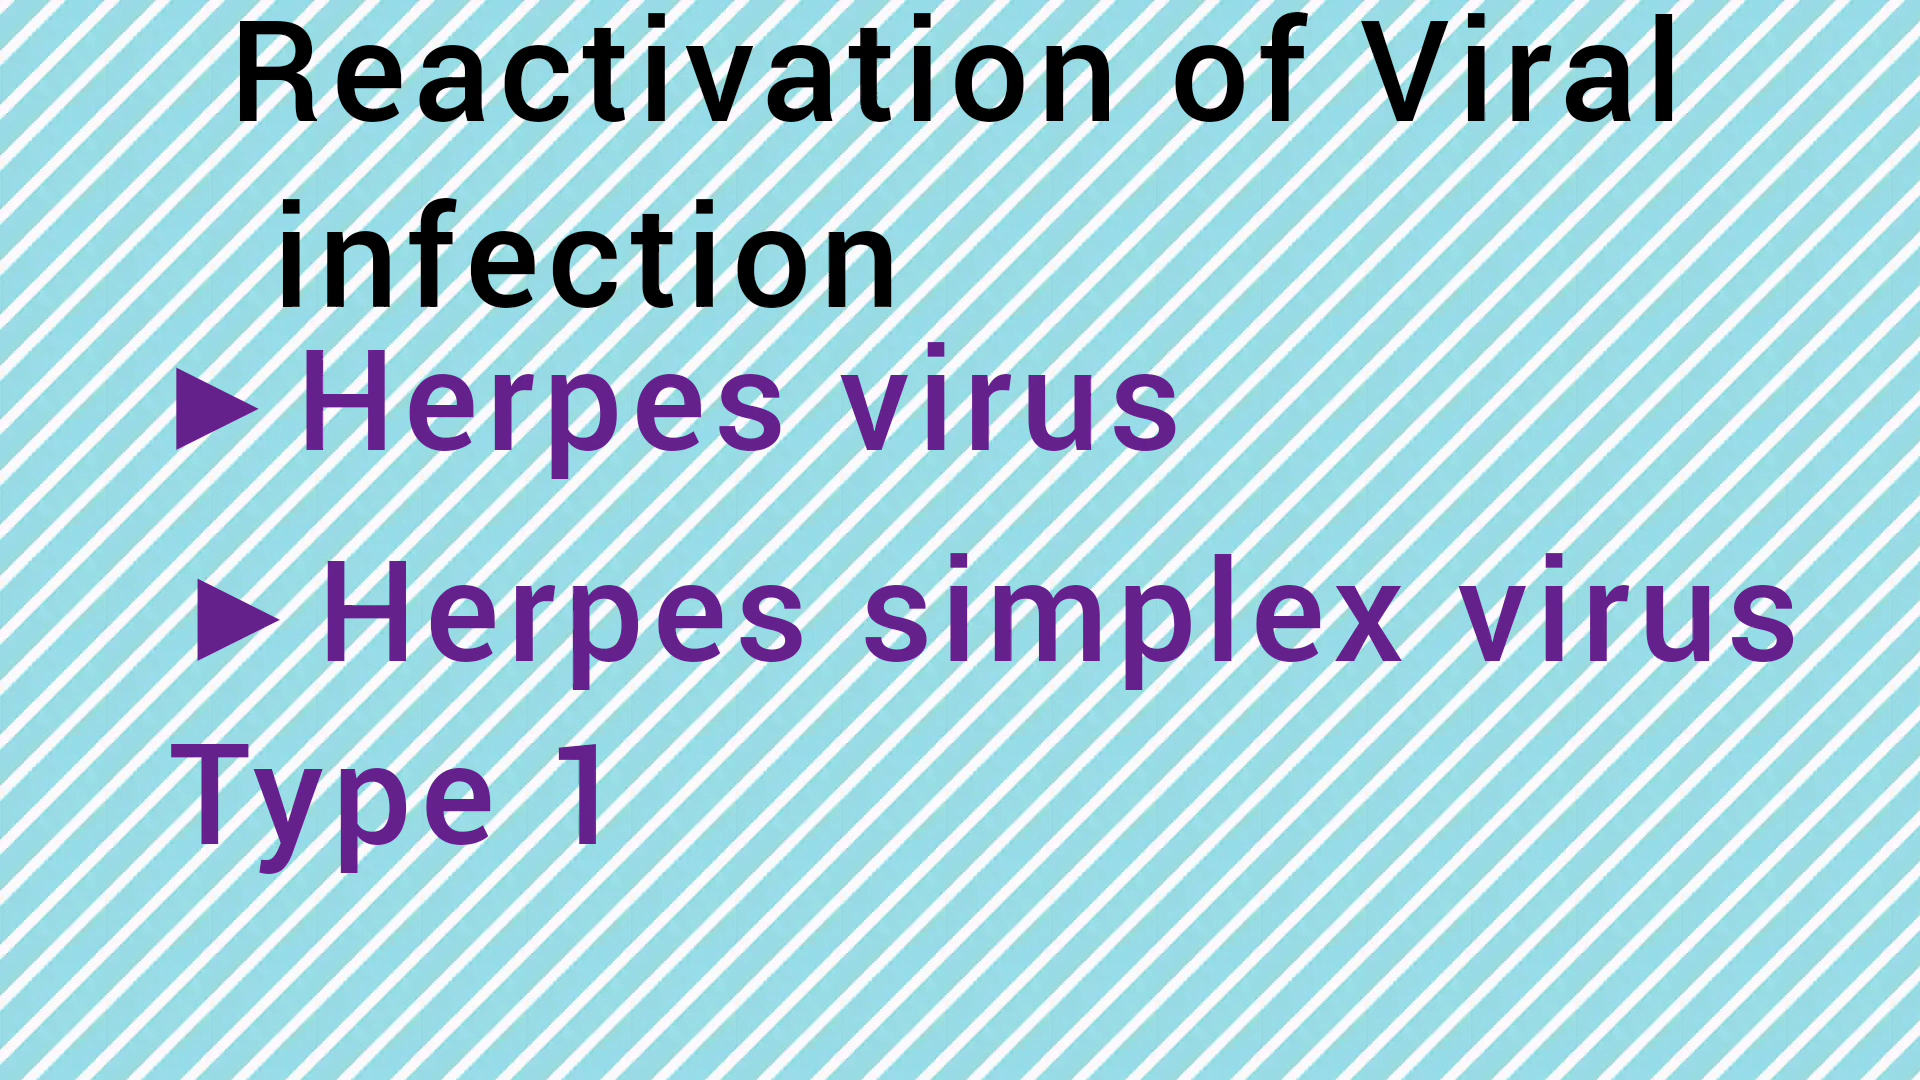 Reactivation of Viral
infection
► Herpes virus
► Herpes simplex virus
Type 1